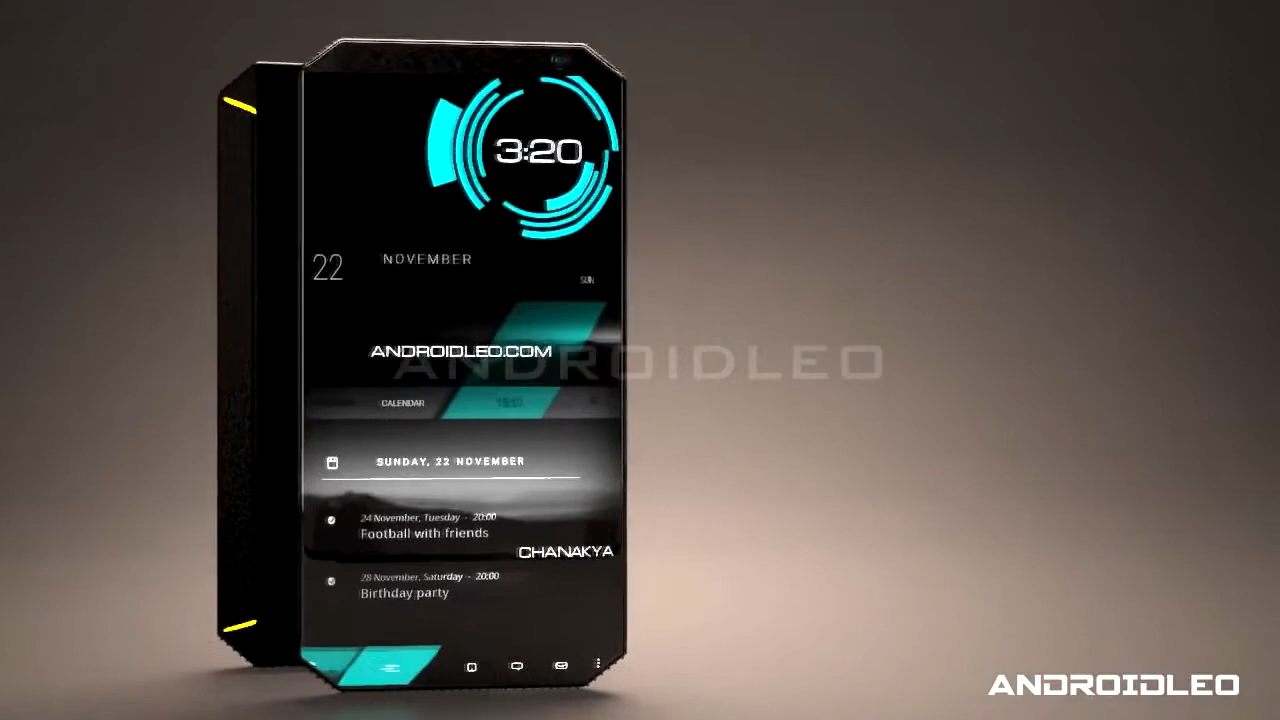 3:20
22
NOVEMBER
SUN
ANDROIDLEO.COM
ANDROIDLEO
CALENDAR
SUNDAY, 22 NOVEMBER
24 November, Tuesday - 20:00
Football with friends
CHANAKYA
28 November, Saturday - 20:00
Birthday party
ANDROIDLEO